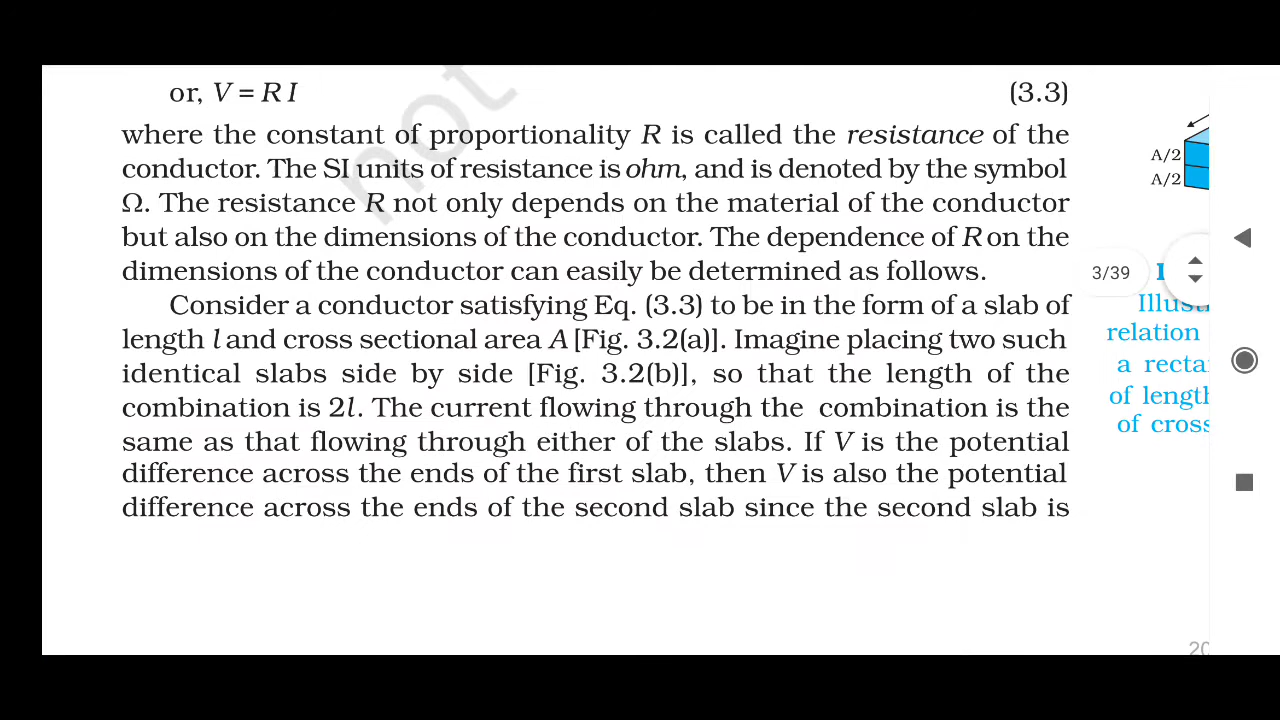 or, V = R I (3.3)
where the constant of proportionality R is called the resistance of the
conductor. The SI units of resistance is ohm, and is denoted by the symbol
Ω. The resistance R not only depends on the material of the conductor
but also on the dimensions of the conductor. The dependence of R on the
dimensions of the conductor can easily be determined as follows.
Consider a conductor satisfying Eq. (3.3) to be in the form of a slab of
length l and cross sectional area A [Fig. 3.2(a)]. Imagine placing two such
identical slabs side by side [Fig. 3.2(b)], so that the length of the
combination is 2l. The current flowing through the combination is the
same as that flowing through either of the slabs. If V is the potential
difference across the ends of the first slab, then V is also the potential
difference across the ends of the second slab since the second slab is
not
A/2
A/2
3/39
relation
a
of
of cross
20